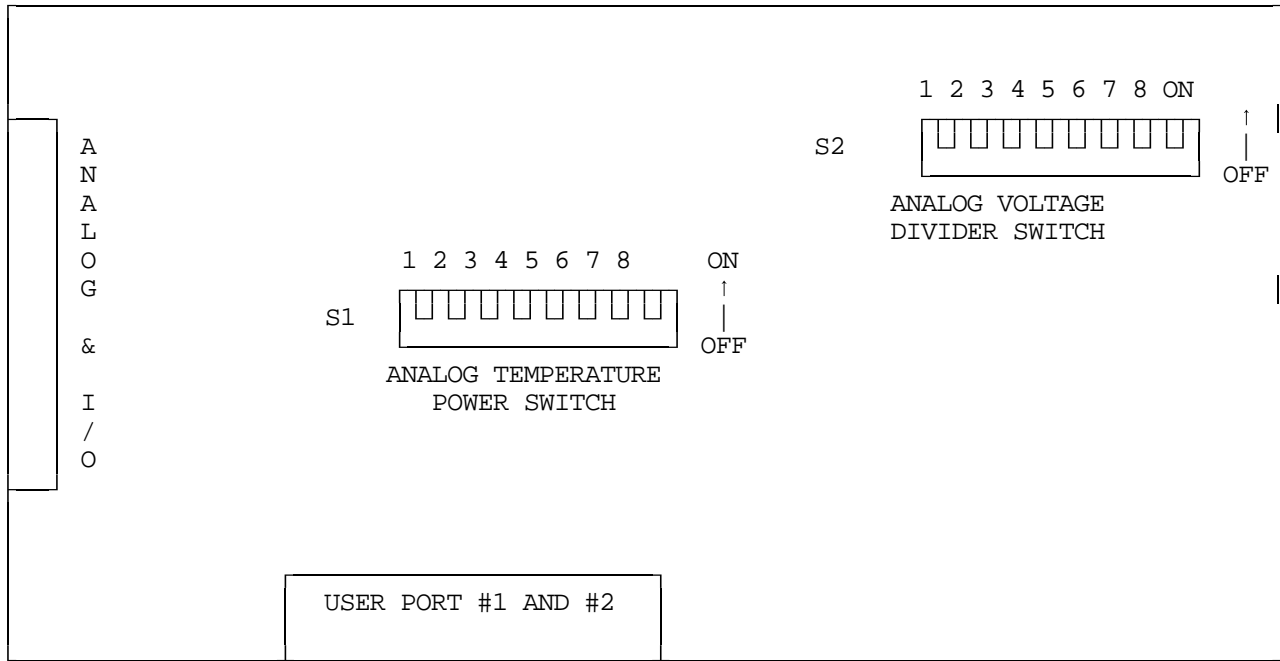 1 2 3 4 5 6 7 8 ON
↑
S2
|
OFF
ANALOG VOLTAGE
DIVIDER SWITCH
ANALOG & I/O
1 2 3 4 5 6 7 8 ON
↑
S1
|
OFF
ANALOG TEMPERATURE
POWER SWITCH
USER PORT #1 AND #2